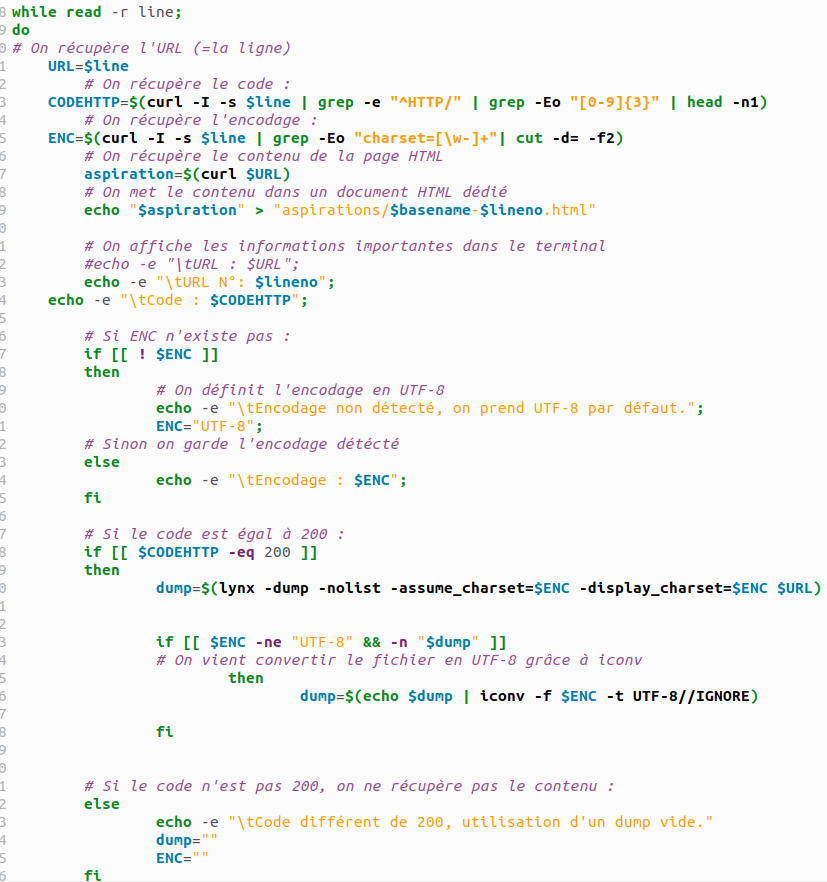 8 while read -r line;
9 do
0 # On récupère l'URL (=la ligne)
1 URL=$line
2 # On récupère le code :
3 CODEHTTP=$(curl -I -s $line | grep -e "^HTTP/" | grep -Eo "[0-9]{3}" | head -n1)
4 # On récupère l'encodage :
5 ENC=$(curl -I -s $line | grep -Eo "charset=[\w-]+"| cut -d= -f2)
6 # On récupère le contenu de la page HTML
7 aspiration=$(curl $URL)
8 # On met le contenu dans un document HTML dédié
9 echo "$aspiration" > "aspirations/$basename-$lineno.html"
0
1 # On affiche les informations importantes dans le terminal
2 #echo -e "\tURL : $URL";
3 echo -e "\tURL N°: $lineno";
4 echo -e "\tCode : $CODEHTTP";
5
6 # Si ENC n'existe pas :
7 if [[ ! $ENC ]]
8 then
9 # On définit l'encodage en UTF-8
0 echo -e "\tEncodage non détecté, on prend UTF-8 par défaut.";
1 ENC="UTF-8";
2 # Sinon on garde l'encodage détécté
3 else
4 echo -e "\tEncodage : $ENC";
5 fi
6
7 # Si le code est égal à 200 :
8 if [[ $CODEHTTP -eq 200 ]]
9 then
0 dump=$(lynx -dump -nolist -assume_charset=$ENC -display_charset=$ENC $URL)
1
2
3 if [[ $ENC -ne "UTF-8" && -n "$dump" ]]
4 # On vient convertir le fichier en UTF-8 grâce à iconv
5 then
6 dump=$(echo $dump | iconv -f $ENC -t UTF-8//IGNORE)
7
8 fi
9
0
1 # Si le code n'est pas 200, on ne récupère pas le contenu :
2 else
3 echo -e "\tCode différent de 200, utilisation d'un dump vide."
4 dump=""
5 ENC=""
6 fi